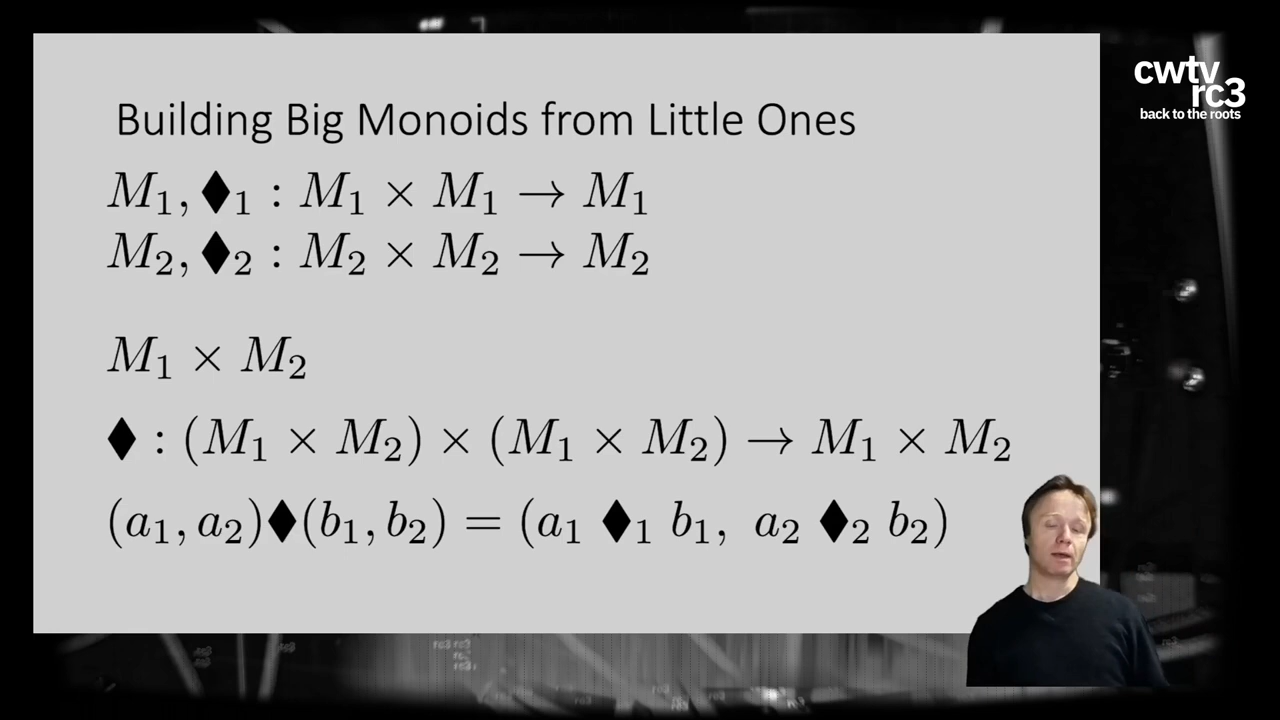 Building Big Monoids from Little Ones
M₁, ♦₁ : M₁ × M₁ → M₁
M₂, ♦₂ : M₂ × M₂ → M₂
M₁ × M₂
♦ : (M₁ × M₂) × (M₁ × M₂) → M₁ × M₂
(a₁, a₂)♦(b₁, b₂) = (a₁ ♦₁ b₁, a₂ ♦₂ b₂)
cwtv
rc3
back to the roots
rc3 rc3